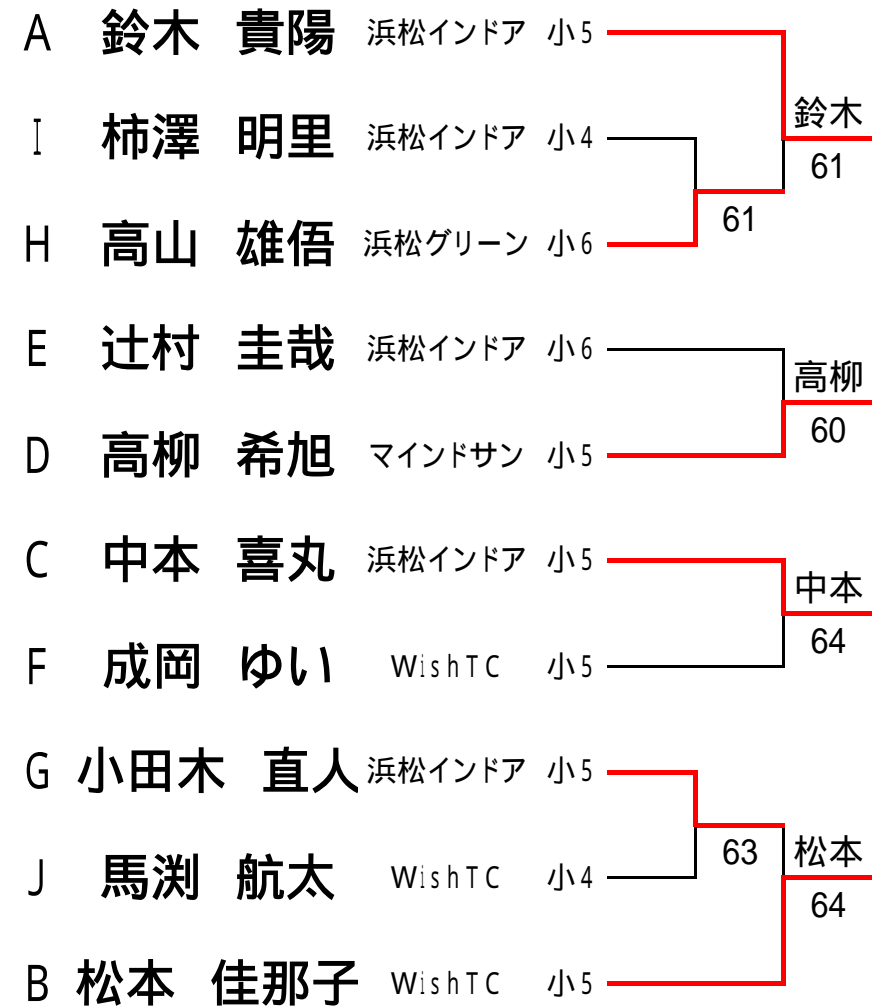 A 鈴木 貴陽 浜松インドア 小5
鈴木
I 柿澤 明里 浜松インドア 小4
61
61
H 高山 雄悟 浜松グリーン 小6
E 辻村 圭哉 浜松インドア 小6
高柳
60
D 高柳 希旭 マインドサン 小5
C 中本 喜丸 浜松インドア 小5
中本
64
F 成岡 ゆい WishTC 小5
G 小田木 直人 浜松インドア 小5
63 松本
J 馬渕 航太 WishTC 小4
64
B 松本 佳那子 WishTC 小5